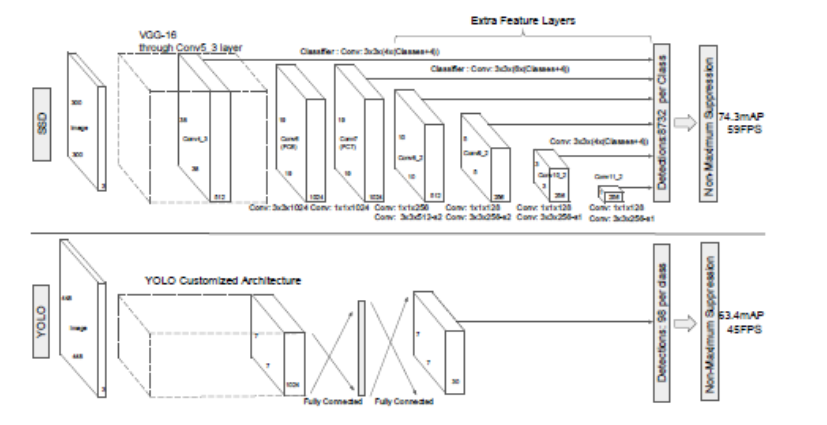 Extra Feature Layers
VGG-16
through Conv5_3 layer
Classifier : Conv: 3x3x(4x(Classes+4))
Classifier : Conv: 3x3x(6x(Classes+4))
SSD
300
Image
300
3
38
Conv4_3
38
512
19
Conv6
(FC6)
19
1024
19
Conv7
(FC7)
19
1024
10
Conv8_2
10
512
5
Conv9_2
5
256
Conv: 3x3x(4x(Classes+4))
3
Conv10_2
3
256
Conv11_2
256
Detections:8732 per Class
Non-Maximum Suppression
74.3mAP
59FPS
Conv: 3x3x1024
Conv: 1x1x1024
Conv: 1x1x256
Conv: 3x3x512-s2
Conv: 1x1x128
Conv: 3x3x256-s2
Conv: 1x1x128
Conv: 3x3x256-s1
Conv: 1x1x128
Conv: 3x3x256-s1
YOLO
448
Image
448
3
YOLO Customized Architecture
7
7
1024
Fully Connected
Fully Connected
7
7
30
Detections: 98 per class
Non-Maximum Suppression
63.4mAP
45FPS